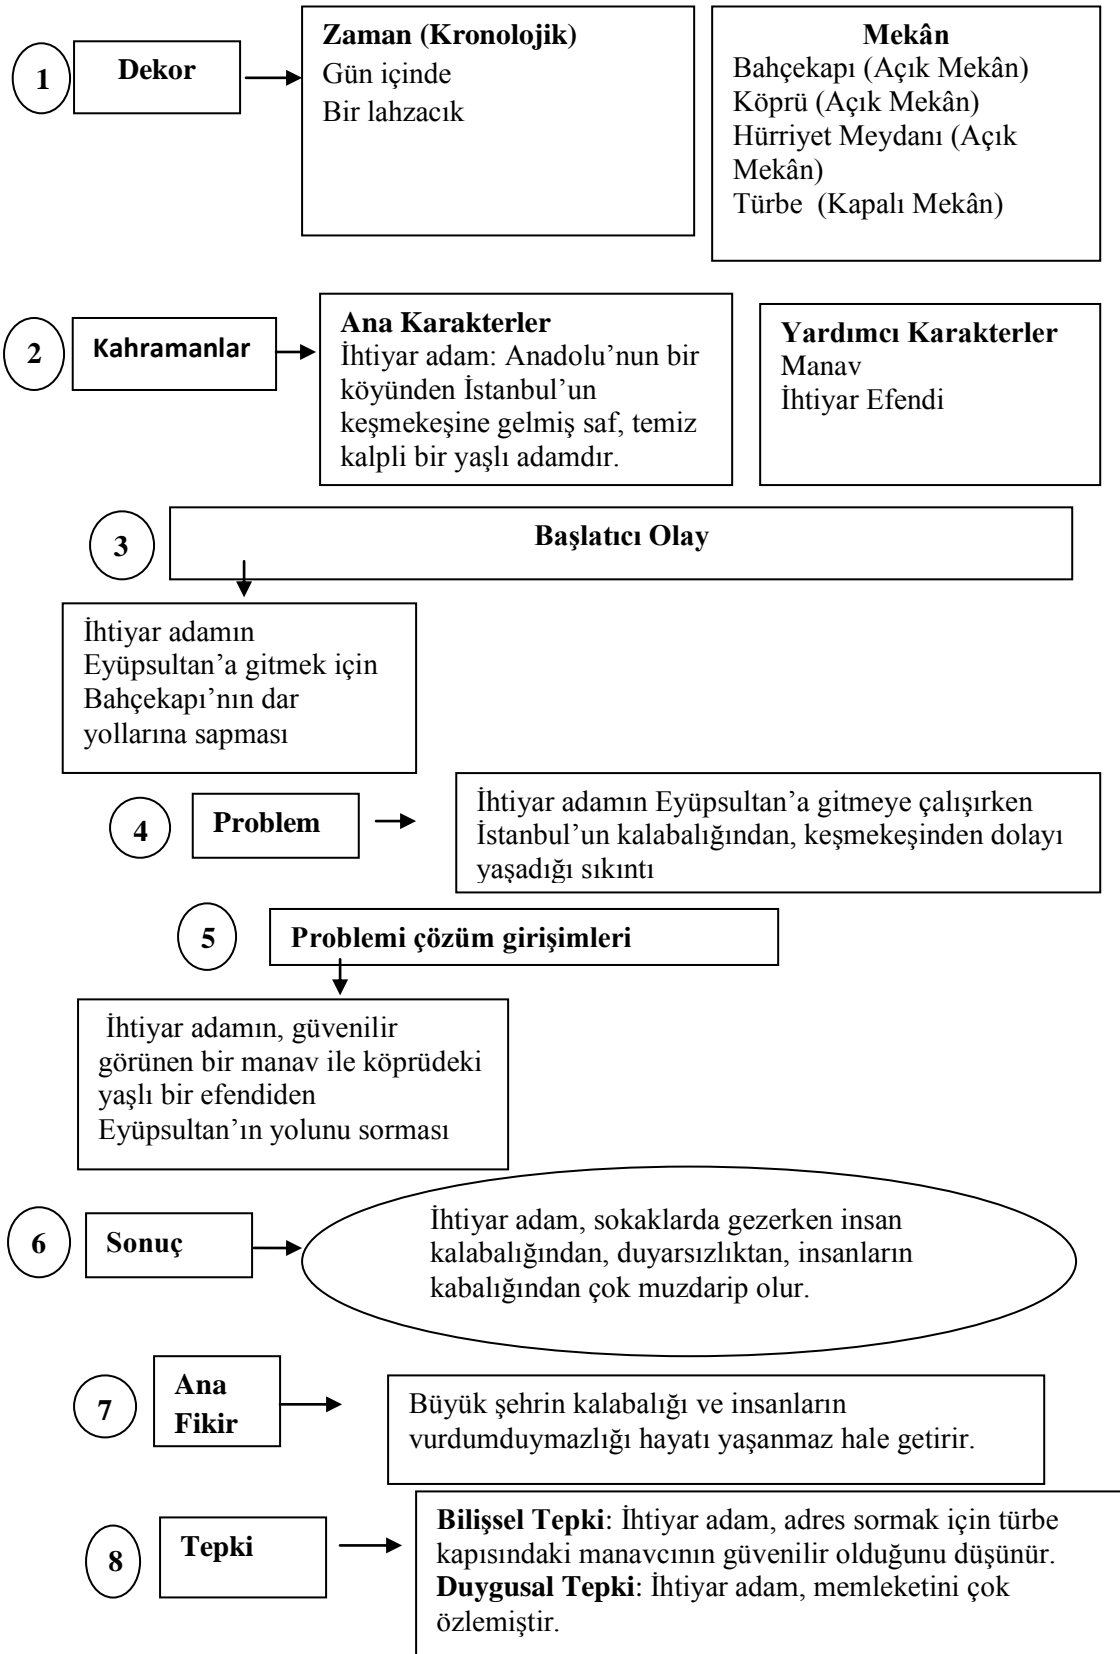 1
Dekor
Zaman (Kronolojik)
Gün içinde
Bir lahzacık
Mekân
Bahçekapı (Açık Mekân)
Köprü (Açık Mekân)
Hürriyet Meydanı (Açık
Mekân)
Türbe (Kapalı Mekân)
2
Kahramanlar
Ana Karakterler
İhtiyar adam: Anadolu’nun bir
köyünden İstanbul’un
keşmekeşine gelmiş saf, temiz
kalpli bir yaşlı adamdır.
Yardımcı Karakterler
Manav
İhtiyar Efendi
3
Başlatıcı Olay
İhtiyar adamın
Eyüpsultan’a gitmek için
Bahçekapı’nın dar
yollarına sapması
4
Problem
İhtiyar adamın Eyüpsultan’a gitmeye çalışırken
İstanbul’un kalabalığından, keşmekeşinden dolayı
yaşadığı sıkıntı
5
Problemi çözüm girişimleri
İhtiyar adamın, güvenilir
görünen bir manav ile köprüdeki
yaşlı bir efendiden
Eyüpsultan’ın yolunu sorması
6
Sonuç
İhtiyar adam, sokaklarda gezerken insan
kalabalığından, duyarsızlıktan, insanların
kabalığından çok muzdarip olur.
7
Ana
Fikir
Büyük şehrin kalabalığı ve insanların
vurdumduymazlığı hayatı yaşanmaz hale getirir.
8
Tepki
Bilişsel Tepki: İhtiyar adam, adres sormak için türbe
kapısındaki manavcının güvenilir olduğunu düşünür.
Duygusal Tepki: İhtiyar adam, memleketini çok
özlemiştir.